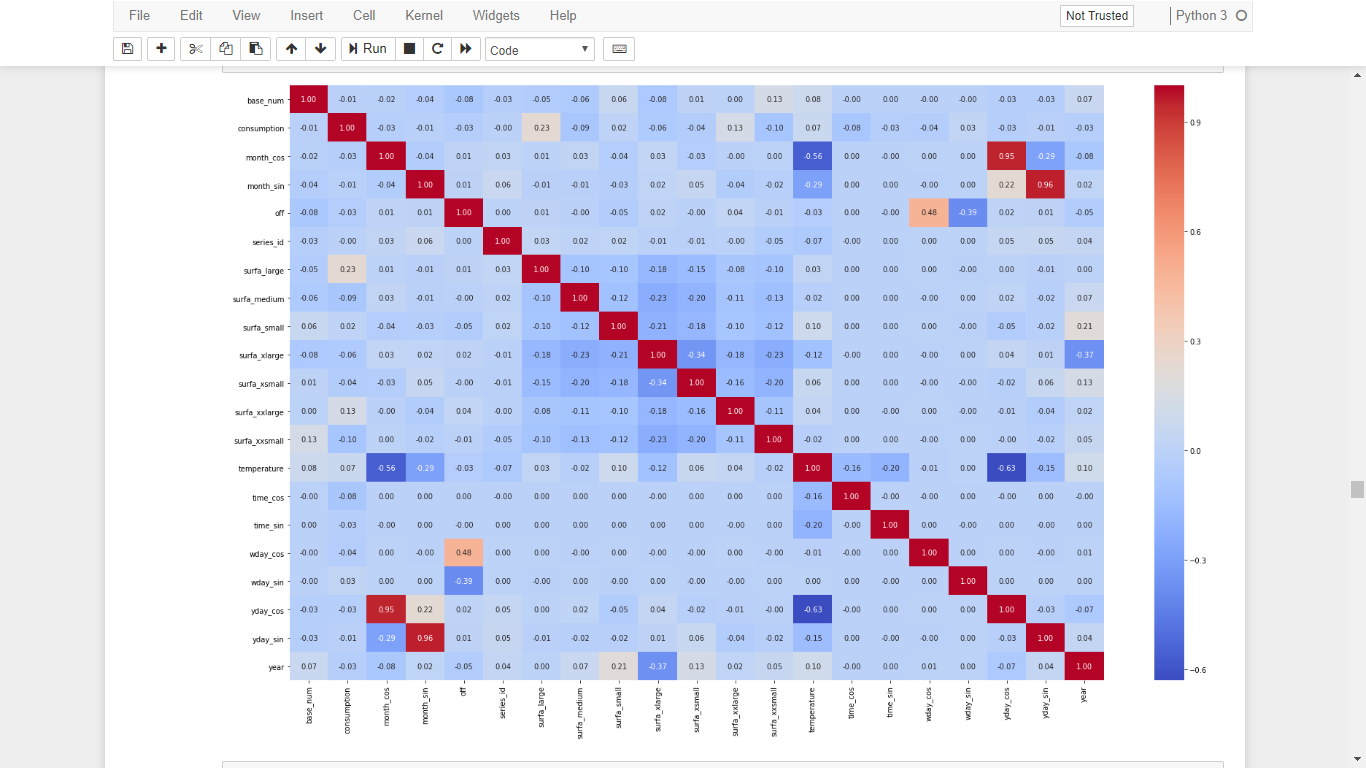 File Edit View Insert Cell Kernel Widgets Help Not Trusted Python 3
Run Code
base_num 1.00 -0.01 -0.02 -0.04 -0.08 -0.03 -0.05 -0.06 0.06 -0.08 0.01 0.00 0.13 0.08 -0.00 0.00 -0.00 -0.00 -0.03 -0.03 0.07
consumption -0.01 1.00 -0.03 -0.01 -0.03 -0.00 0.23 -0.09 0.02 -0.06 -0.04 0.13 -0.10 0.07 -0.08 -0.03 -0.04 0.03 -0.03 -0.01 -0.03
month_cos -0.02 -0.03 1.00 -0.04 0.01 0.03 0.01 0.03 -0.04 0.03 -0.03 -0.00 0.00 -0.56 0.00 -0.00 0.00 0.00 0.95 -0.29 -0.08
month_sin -0.04 -0.01 -0.04 1.00 0.01 0.06 -0.01 -0.01 -0.03 0.02 0.05 -0.04 -0.02 -0.29 0.00 0.00 -0.00 0.00 0.22 0.96 0.02
off -0.08 -0.03 0.01 0.01 1.00 0.00 0.01 -0.00 -0.05 0.02 -0.00 0.04 -0.01 -0.03 0.00 -0.00 0.48 -0.39 0.02 0.01 -0.05
series_id -0.03 -0.00 0.03 0.06 0.00 1.00 0.03 0.02 0.02 -0.01 -0.01 -0.00 -0.05 -0.07 -0.00 0.00 0.00 0.00 0.05 0.05 0.04
surfa_large -0.05 0.23 0.01 -0.01 0.01 0.03 1.00 -0.10 -0.10 -0.18 -0.15 -0.08 -0.10 0.03 0.00 0.00 0.00 -0.00 0.00 -0.01 0.00
surfa_medium -0.06 -0.09 0.03 -0.01 -0.00 0.02 -0.10 1.00 -0.12 -0.23 -0.20 -0.11 -0.13 -0.02 0.00 0.00 -0.00 -0.00 0.02 -0.02 0.07
surfa_small 0.06 0.02 -0.04 -0.03 -0.05 0.02 -0.10 -0.12 1.00 -0.21 -0.18 -0.10 -0.12 0.10 0.00 0.00 0.00 -0.00 -0.05 -0.02 0.21
surfa_xlarge -0.08 -0.06 0.03 0.02 0.02 -0.01 -0.18 -0.23 -0.21 1.00 -0.34 -0.18 -0.23 -0.12 -0.00 0.00 -0.00 0.00 0.04 0.01 -0.37
surfa_xsmall 0.01 -0.04 -0.03 0.05 -0.00 -0.01 -0.15 -0.20 -0.18 -0.34 1.00 -0.16 -0.20 0.06 0.00 0.00 -0.00 -0.00 -0.02 0.06 0.13
surfa_xxlarge 0.00 0.13 -0.00 -0.04 0.04 -0.00 -0.08 -0.11 -0.10 -0.18 -0.16 1.00 -0.11 0.04 0.00 0.00 -0.00 0.00 -0.01 -0.04 0.02
surfa_xxsmall 0.13 -0.10 0.00 -0.02 -0.01 -0.05 -0.10 -0.13 -0.12 -0.23 -0.20 -0.11 1.00 -0.02 0.00 0.00 0.00 -0.00 -0.00 -0.02 0.05
temperature 0.08 0.07 -0.56 -0.29 -0.03 -0.07 0.03 -0.02 0.10 -0.12 0.06 0.04 -0.02 1.00 -0.16 -0.20 -0.01 0.00 -0.63 -0.15 0.10
time_cos -0.00 -0.08 0.00 0.00 0.00 -0.00 0.00 0.00 0.00 -0.00 0.00 0.00 0.00 -0.16 1.00 -0.00 -0.00 0.00 -0.00 0.00 -0.00
time_sin 0.00 -0.03 -0.00 0.00 -0.00 0.00 0.00 0.00 0.00 0.00 0.00 0.00 0.00 -0.20 -0.00 1.00 -0.00 0.00 -0.00 0.00 0.00
wday_cos -0.00 -0.04 0.00 -0.00 0.48 0.00 0.00 -0.00 0.00 -0.00 -0.00 -0.00 0.00 -0.01 -0.00 -0.00 1.00 0.00 0.00 -0.00 0.01
wday_sin -0.00 0.03 0.00 0.00 -0.39 0.00 -0.00 -0.00 -0.00 0.00 -0.00 0.00 -0.00 0.00 0.00 0.00 0.00 1.00 0.00 0.00 0.00
yday_cos -0.03 -0.03 0.95 0.22 0.02 0.05 0.00 0.02 -0.05 0.04 -0.02 -0.01 -0.00 -0.63 -0.00 0.00 0.00 0.00 1.00 -0.03 -0.07
yday_sin -0.03 -0.01 -0.29 0.96 0.01 0.05 -0.01 -0.02 -0.02 0.01 0.06 -0.04 -0.02 -0.15 0.00 0.00 -0.00 0.00 -0.03 1.00 0.04
year 0.07 -0.03 -0.08 0.02 -0.05 0.04 0.00 0.07 0.21 -0.37 0.13 0.02 0.05 0.10 -0.00 0.00 0.01 0.00 -0.07 0.04 1.00
base_num consumption month_cos month_sin off series_id surfa_large surfa_medium surfa_small surfa_xlarge surfa_xsmall surfa_xxlarge surfa_xxsmall temperature time_cos time_sin wday_cos wday_sin yday_cos yday_sin year
0.9
0.6
0.3
0.0
−0.3
−0.6